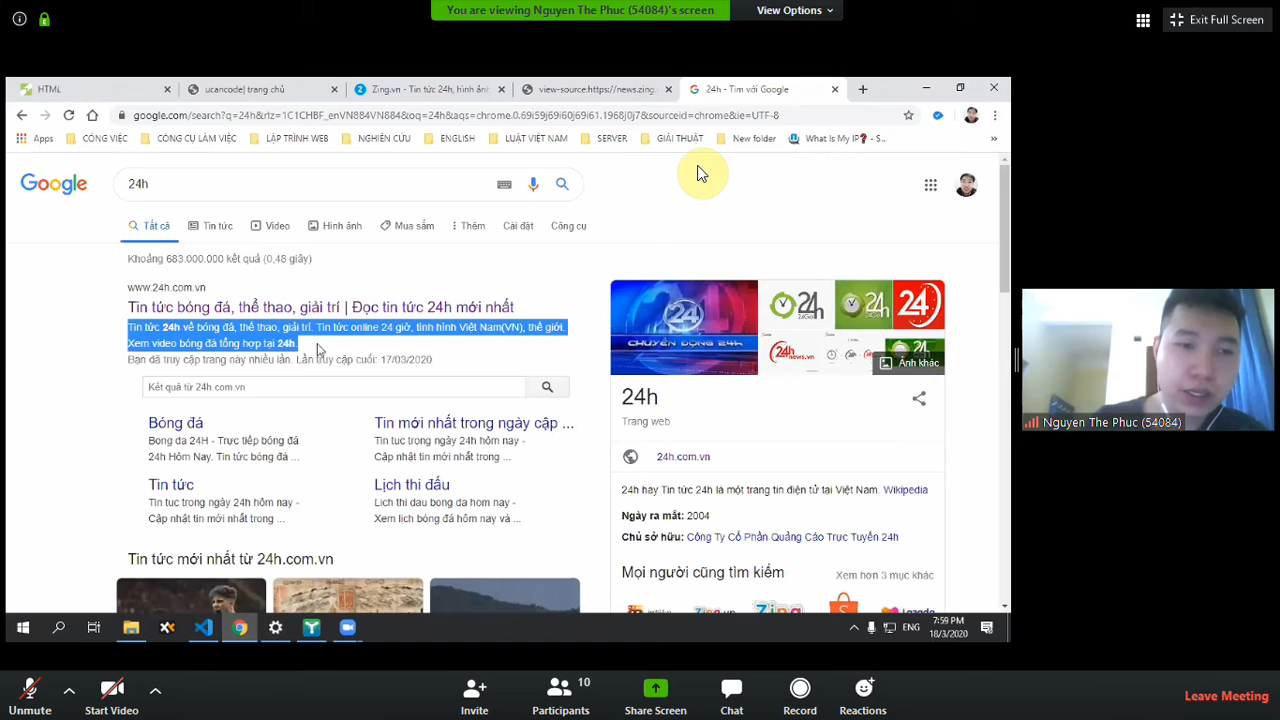 You are viewing Nguyen The Phuc (54084)'s screen
View Options
Exit Full Screen
HTML
ucancode| trang chủ
Zing.vn - Tin tức 24h, hình ảnh
view-source:https://news.zing.
24h - Tìm với Google
google.com/search?q=24h&rlz=1C1FHBF_enVN884VN884&oq=24h&aqs=chrome.0.69i59j69i60j69i61.1968j0j7&sourceid=chrome&ie=UTF-8
Apps
CÔNG VIỆC
CÔNG CỤ LÀM VIỆC
LẬP TRÌNH WEB
NGHIÊN CỨU
ENGLISH
LUẬT VIỆT NAM
SERVER
GIẢI THUẬT
New folder
What Is My IP? - S...
Google
24h
Tất cả
Tin tức
Video
Hình ảnh
Mua sắm
Thêm
Cài đặt
Công cụ
Khoảng 683.000.000 kết quả (0,48 giây)
www.24h.com.vn
Tin tức bóng đá, thể thao, giải trí | Đọc tin tức 24h mới nhất
Tin tức 24h về bóng đá, thể thao, giải trí. Tin tức online 24 giờ, tình hình Việt Nam(VN), thế giới.
Xem video bóng đá tổng hợp tại 24h.
Bạn đã truy cập trang này nhiều lần. Lần truy cập cuối: 17/03/2020
Kết quả từ 24h.com.vn
Bóng đá
Bong da 24H - Trực tiếp bóng đá
24h Hôm Nay. Tin tức bóng đá ...
Tin mới nhất trong ngày cập ...
Tin tuc trong ngày 24h hôm nay -
Cập nhật tin mới nhất trong ...
Tin tức
Tin tuc trong ngày 24h hôm nay -
Cập nhật tin mới nhất trong ...
Lịch thi đấu
Lich thi dau bong da hom nay -
Xem lịch bóng đá hôm nay và ...
Tin tức mới nhất từ 24h.com.vn
24
CHUYỂN ĐỘNG
24h
24h
24
24h
24hnews.vn
24h
24h
Ảnh khác
24h
Trang web
24h.com.vn
24h hay Tin tức 24h là một trang tin điện tử tại Việt Nam. Wikipedia
Ngày ra mắt: 2004
Chủ sở hữu: Công Ty Cổ Phần Quảng Cáo Trực Tuyến 24h
Mọi người cũng tìm kiếm
Xem hơn 3 mục khác
Zing
Lazada
ENG
7:59 PM
18/3/2020
Nguyen The Phuc (54084)
Unmute
Start Video
Invite
10
Participants
Share Screen
Chat
Record
Reactions
Leave Meeting